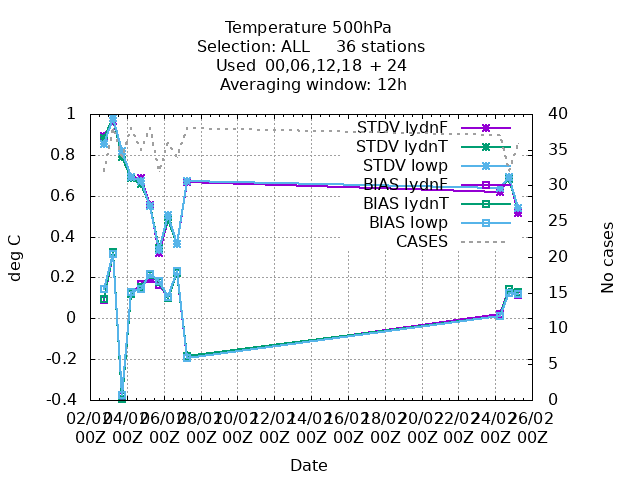 Temperature 500hPa
Selection: ALL 36 stations
Used 00,06,12,18 + 24
Averaging window: 12h
deg C
No cases
1
0.8
0.6
0.4
0.2
0
-0.2
-0.4
40
35
30
25
20
15
10
5
0
STDV lydnF
STDV lydnT
STDV lowp
BIAS lydnF
BIAS lydnT
BIAS lowp
CASES
02/02 04/02 06/02 08/02 10/02 12/02 14/02 16/02 18/02 20/02 22/02 24/02 26/02
00Z 00Z 00Z 00Z 00Z 00Z 00Z 00Z 00Z 00Z 00Z 00Z 00Z
Date